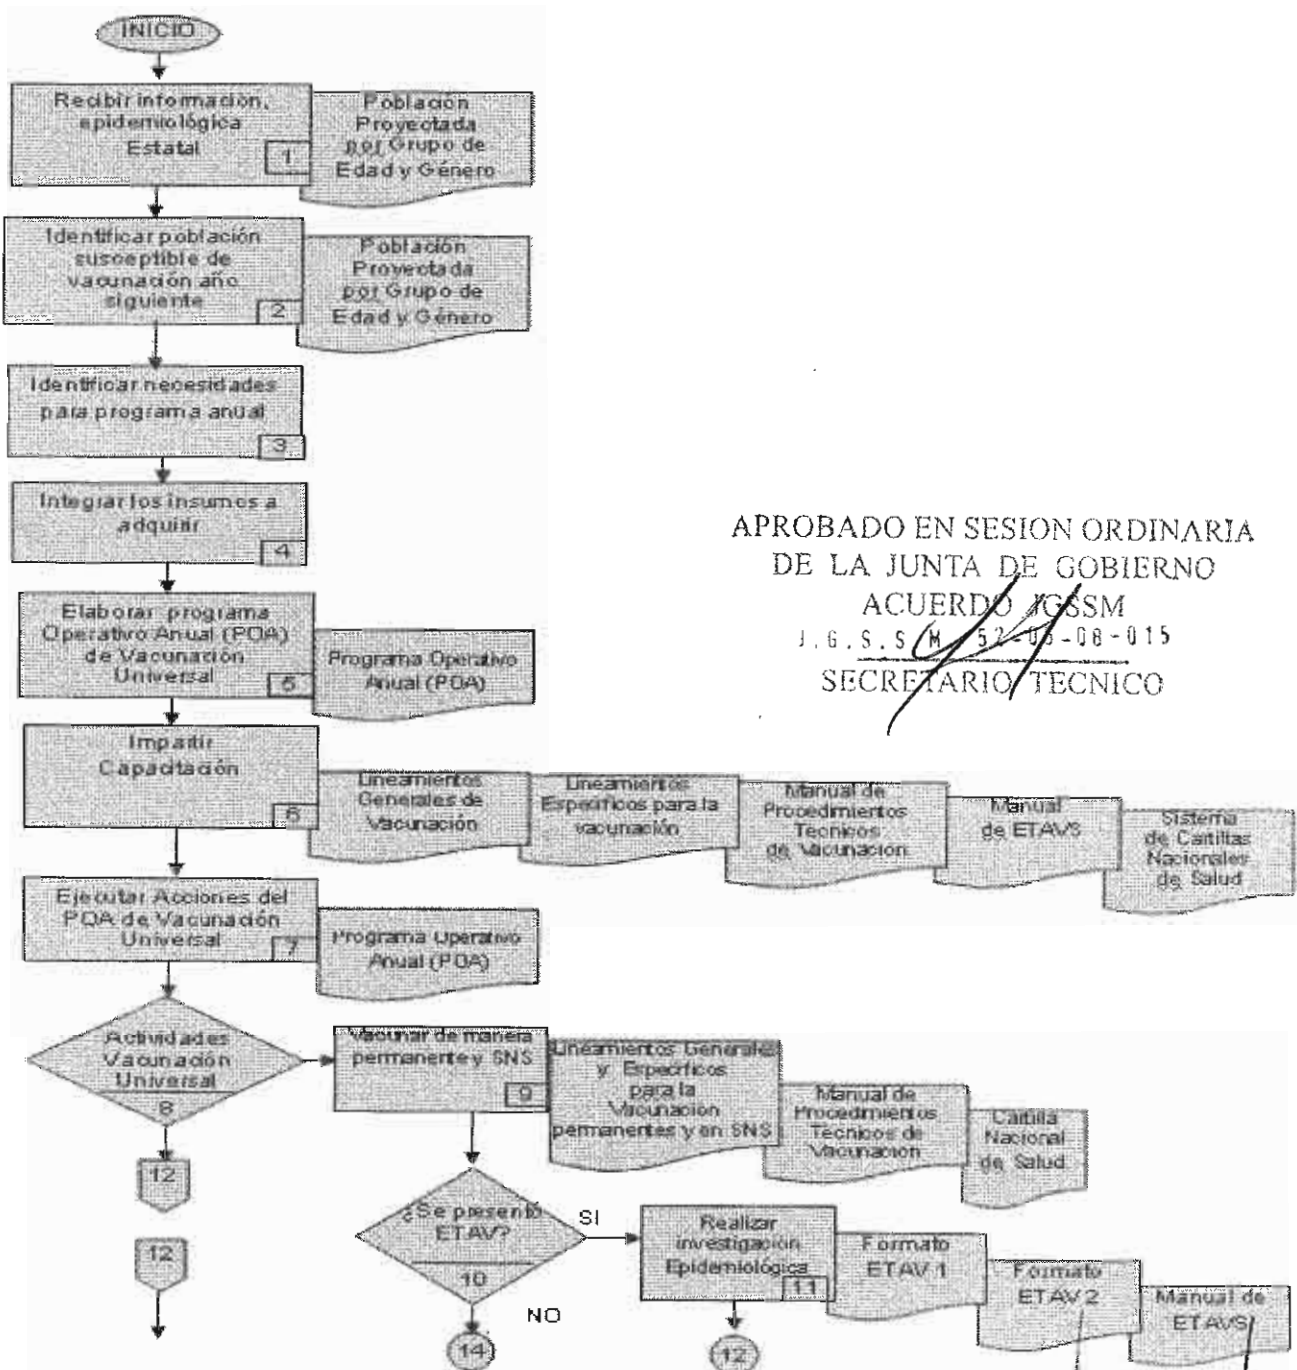 INICIO
Recibir información,
epidemiológica
Estatal
1
Población
Proyectada
por Grupo de
Edad y Género
Identificar población
susceptible de
vacunación año
siguiente
2
Población
Proyectada
por Grupo de
Edad y Género
Identificar necesidades
para programa anual
3
Integrar los insumos a
adquirir
4
APROBADO EN SESION ORDINARIA
DE LA JUNTA DE GOBIERNO
ACUERDO JGSSM
J.G.S.S.M
-08-015
SECRETARIO TECNICO
Elaborar programa
Operativo Anual (POA)
de Vacunación
Universal
5
Programa Operativo
Anual (POA)
Impartir
Capacitación
6
Lineamientos
Generales de
Vacunación
Lineamientos
Específicos para la
vacunación
Manual de
Procedimientos
Técnicos
de Vacunación
Manual
de ETAVS
Sistema
de Cartillas
Nacionales
de Salud
Ejecutar Acciones del
POA de Vacunación
Universal
7
Programa Operativo
Anual (POA)
Actividades
Vacunación
Universal
8
Vacunar de manera
permanente y SNS
9
Lineamientos Generales
y Específicos
para la
Vacunación
permanentes y en SNS
Manual de
Procedimientos
Técnicos de
Vacunación
Cartilla
Nacional
de Salud
12
12
¿Se presentó
ETAV?
10
SI
NO
14
Realizar
investigación
Epidemiológica
11
12
Formato
ETAV 1
Formato
ETAV 2
Manual de
ETAVS